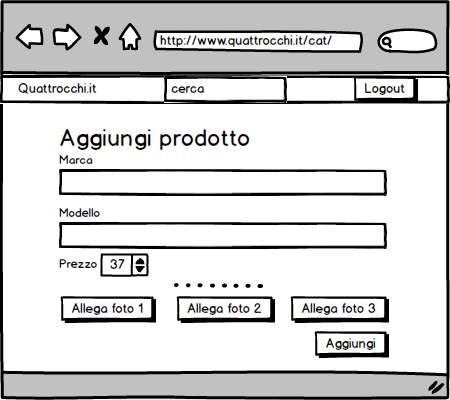 http://www.quattrocchi.it/cat/
Quattrocchi.it cerca Logout
Aggiungi prodotto
Marca
Modello
Prezzo 37
Allega foto 1 Allega foto 2 Allega foto 3
Aggiungi